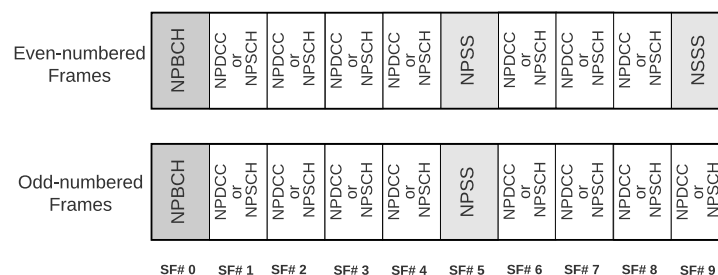 Even-numbered
Frames
NPBCH
NPDCC
or
NPSCH
NPDCC
or
NPSCH
NPDCC
or
NPSCH
NPDCC
or
NPSCH
NPSS
NPDCC
or
NPSCH
NPDCC
or
NPSCH
NPDCC
or
NPSCH
NSSS
Odd-numbered
Frames
NPBCH
NPDCC
or
NPSCH
NPDCC
or
NPSCH
NPDCC
or
NPSCH
NPDCC
or
NPSCH
NPSS
NPDCC
or
NPSCH
NPDCC
or
NPSCH
NPDCC
or
NPSCH
NPDCC
or
NPSCH
SF# 0 SF# 1 SF# 2 SF# 3 SF# 4 SF# 5 SF# 6 SF# 7 SF# 8 SF# 9